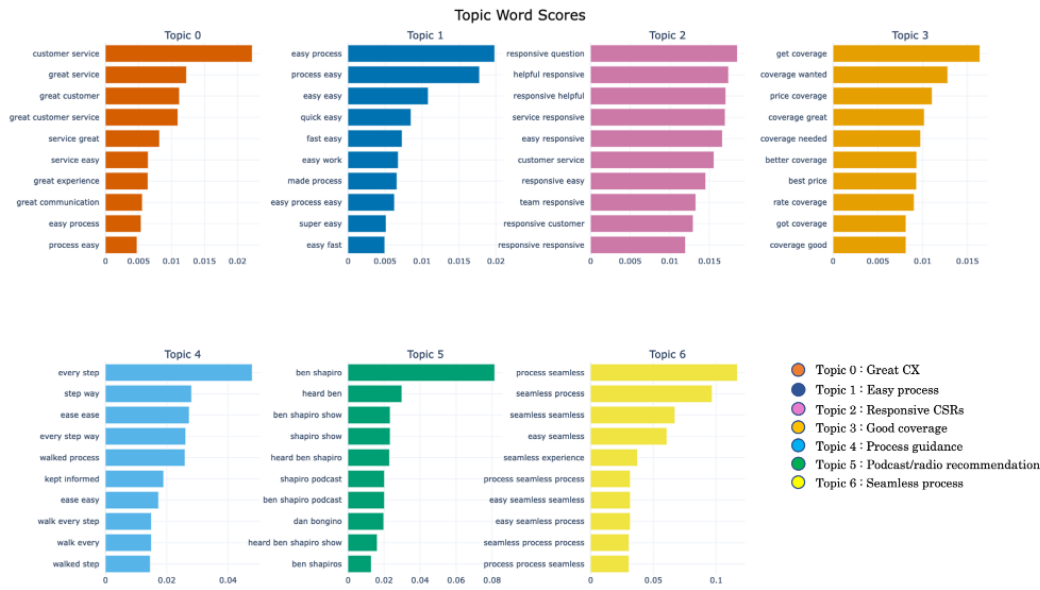 Topic Word Scores
Topic 0
customer service
great service
great customer
great customer service
service great
service easy
great experience
great communication
easy process
process easy
0 0.005 0.01 0.015 0.02
Topic 1
easy process
process easy
easy easy
quick easy
fast easy
easy work
made process
easy process easy
super easy
easy fast
0 0.005 0.01 0.015 0.02
Topic 2
responsive question
helpful responsive
responsive helpful
service responsive
easy responsive
customer service
responsive easy
team responsive
responsive customer
responsive responsive
0 0.005 0.01 0.015
Topic 3
get coverage
coverage wanted
price coverage
coverage great
coverage needed
better coverage
best price
rate coverage
got coverage
coverage good
0 0.005 0.01 0.015
Topic 4
every step
step way
ease ease
every step way
walked process
kept informed
ease easy
walk every step
walk every
walked step
0 0.02 0.04
Topic 5
ben shapiro
heard ben
ben shapiro show
shapiro show
heard ben shapiro
shapiro podcast
ben shapiro podcast
dan bongino
heard ben shapiro show
ben shapiros
0 0.02 0.04 0.06 0.08
Topic 6
process seamless
seamless process
seamless seamless
easy seamless
seamless experience
process seamless process
easy seamless seamless
easy seamless process
seamless process process
process process seamless
0 0.05 0.1
Topic 0 : Great CX
Topic 1 : Easy process
Topic 2 : Responsive CSRs
Topic 3 : Good coverage
Topic 4 : Process guidance
Topic 5 : Podcast/radio recommendation
Topic 6 : Seamless process